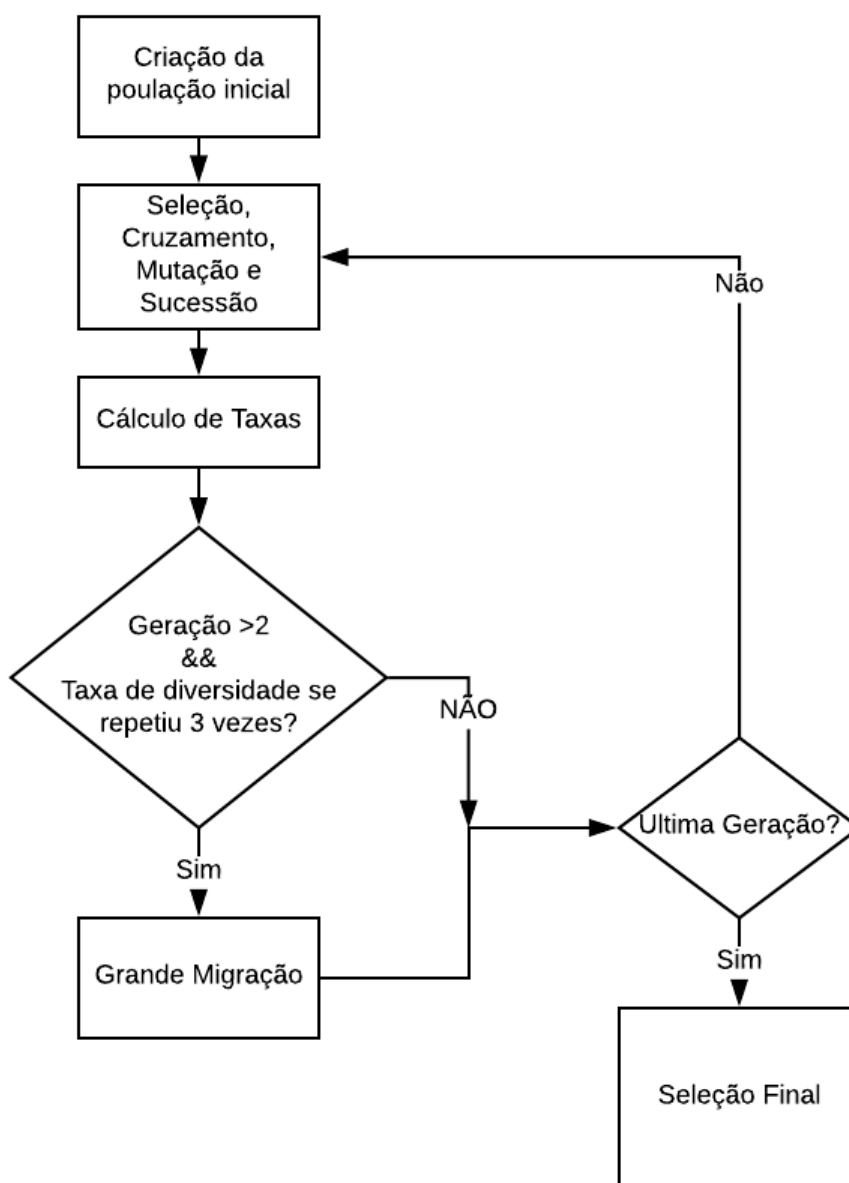 Criação da
poulação inicial
Seleção,
Cruzamento,
Mutação e
Sucessão
Não
Cálculo de Taxas
Geração >2
&&
Taxa de diversidade se
repetiu 3 vezes?
NÃO
Ultima Geração?
Sim
Grande Migração
Sim
Seleção Final